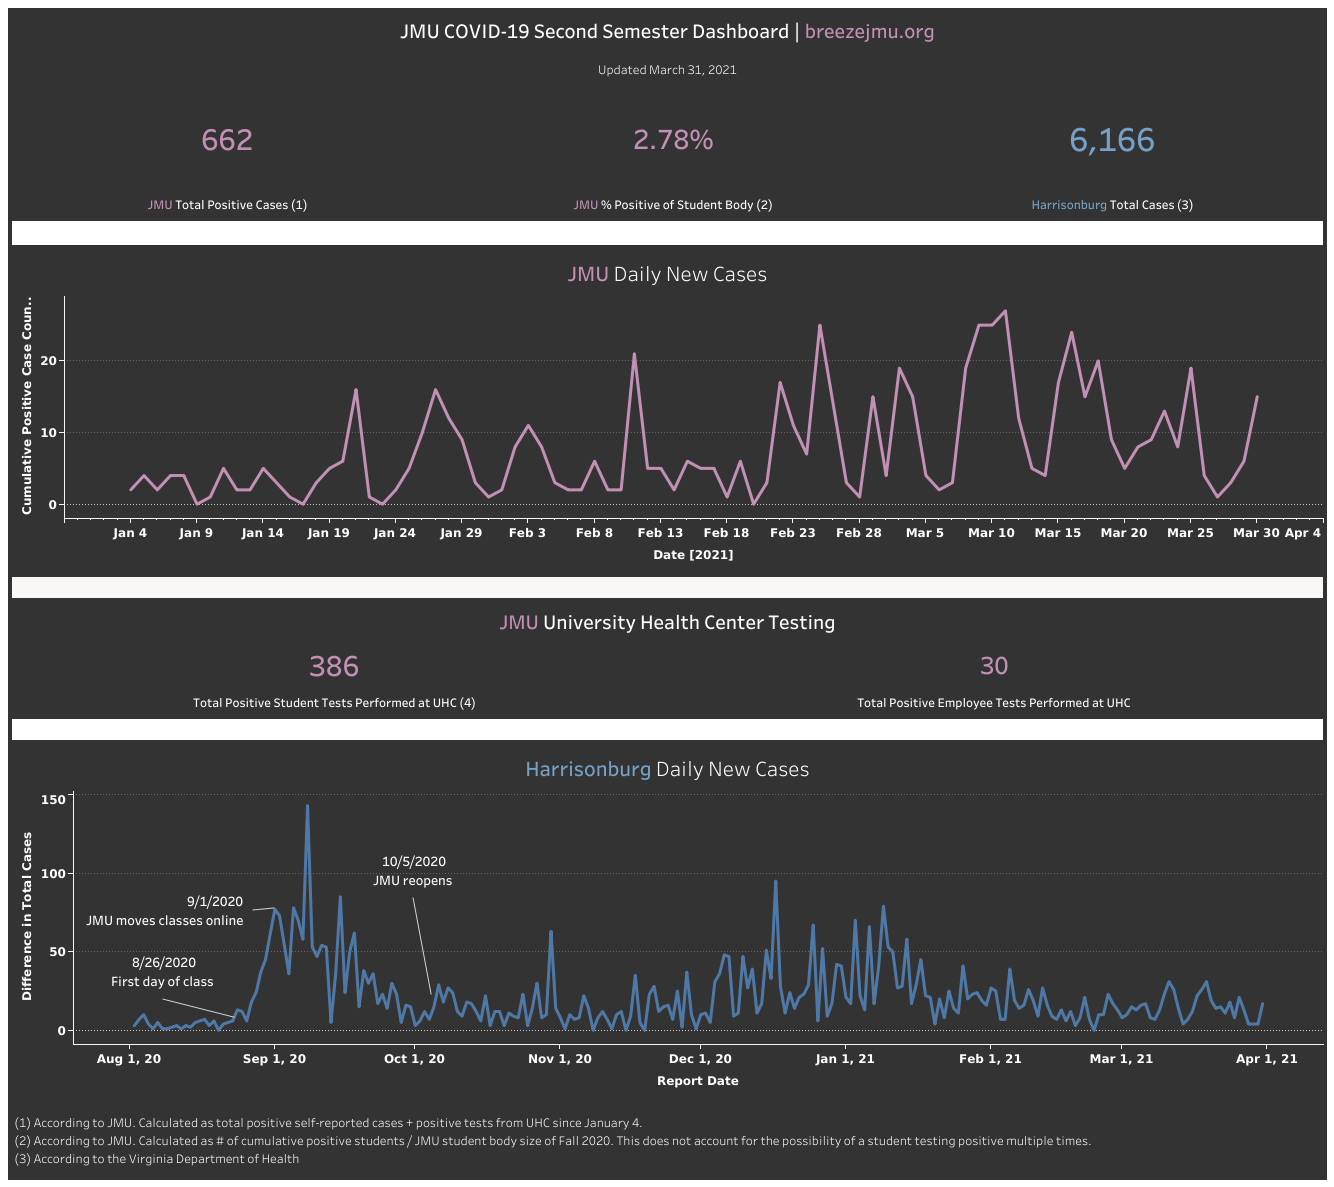 JMU COVID-19 Second Semester Dashboard | breezejmu.org
Updated March 31, 2021
662
2.78%
6,166
JMU Total Positive Cases (1)
JMU % Positive of Student Body (2)
Harrisonburg Total Cases (3)
JMU Daily New Cases
Cumulative Positive Case Coun..
20
10
0
Jan 4 Jan 9 Jan 14 Jan 19 Jan 24 Jan 29 Feb 3 Feb 8 Feb 13 Feb 18 Feb 23 Feb 28 Mar 5 Mar 10 Mar 15 Mar 20 Mar 25 Mar 30 Apr 4
Date [2021]
JMU University Health Center Testing
386
30
Total Positive Student Tests Performed at UHC (4)
Total Positive Employee Tests Performed at UHC
Harrisonburg Daily New Cases
Difference in Total Cases
150
100
50
0
10/5/2020
JMU reopens
9/1/2020
JMU moves classes online
8/26/2020
First day of class
Aug 1, 20 Sep 1, 20 Oct 1, 20 Nov 1, 20 Dec 1, 20 Jan 1, 21 Feb 1, 21 Mar 1, 21 Apr 1, 21
Report Date
(1) According to JMU. Calculated as total positive self-reported cases + positive tests from UHC since January 4.
(2) According to JMU. Calculated as # of cumulative positive students / JMU student body size of Fall 2020. This does not account for the possibility of a student testing positive multiple times.
(3) According to the Virginia Department of Health